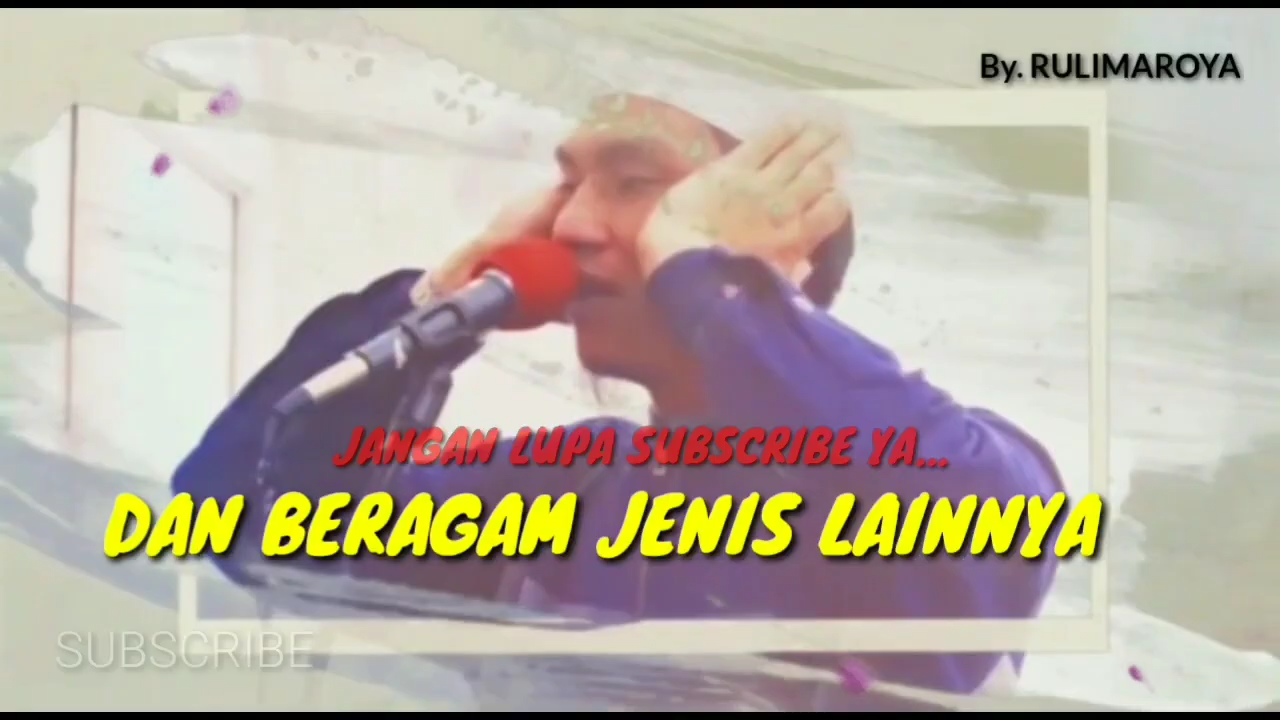 By. RULIMAROYA
JANGAN LUPA SUBSCRIBE YA...
DAN BERAGAM JENIS LAINNYA
SUBSCRIBE